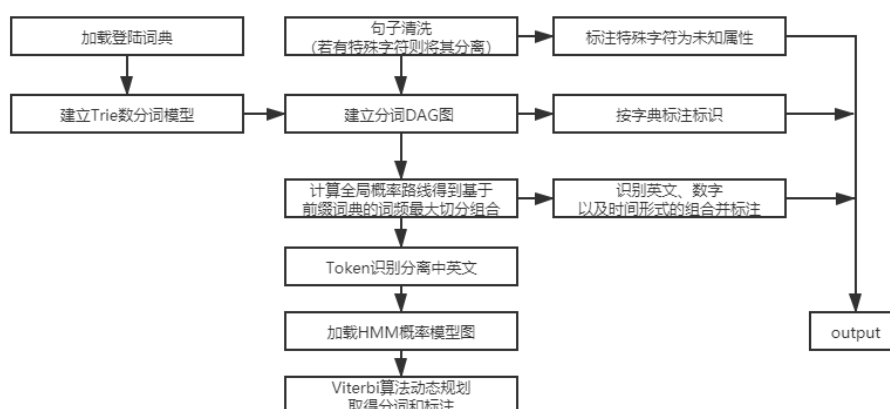 加载登陆词典
句子清洗
(若有特殊字符则将其分离)
标注特殊字符为未知属性
建立Trie数分词模型
建立分词DAG图
按字典标注标识
计算全局概率路线得到基于
前缀词典的词频最大切分组合
识别英文、数字
以及时间形式的组合并标注
Token识别分离中英文
加载HMM概率模型图
output
Viterbi算法动态规划
取得分词和标注